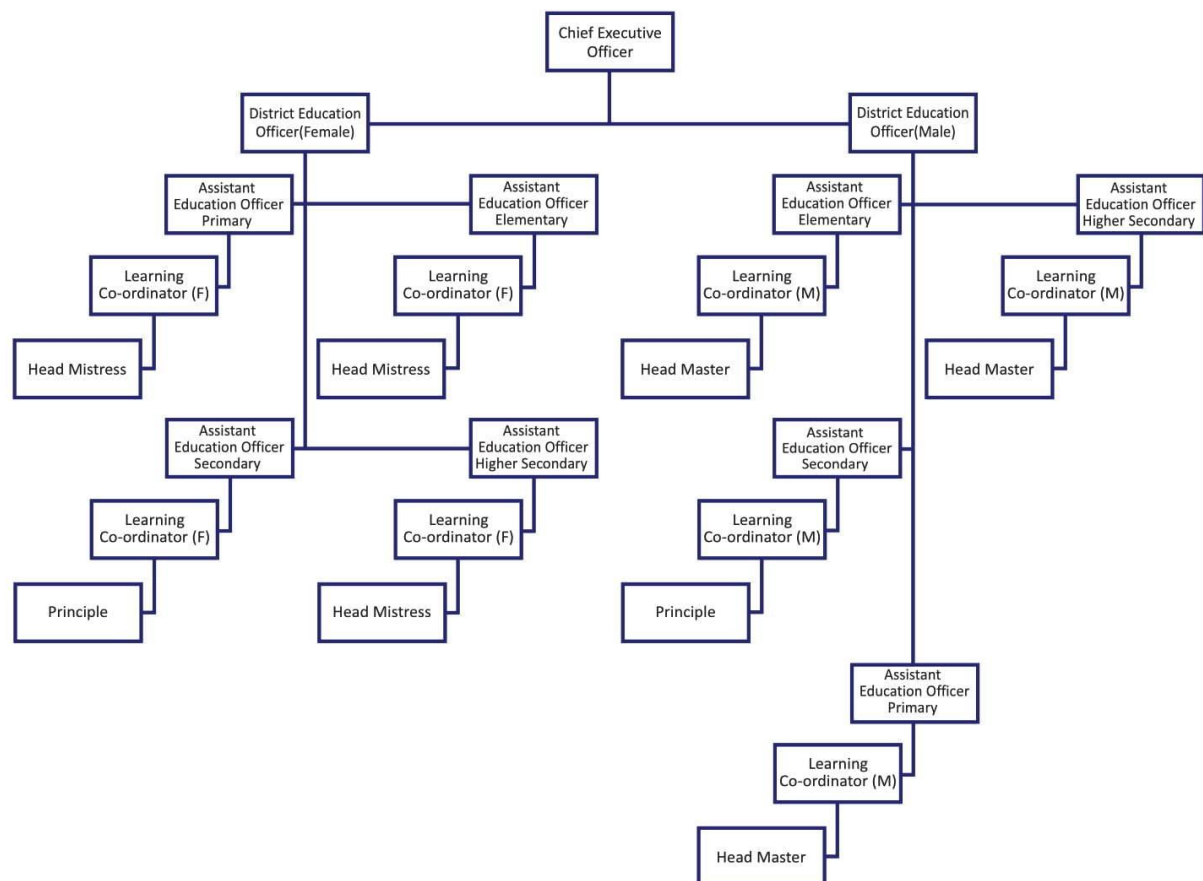 Chief Executive
Officer
District Education
Officer(Female)
District Education
Officer(Male)
Assistant
Education Officer
Primary
Assistant
Education Officer
Elementary
Assistant
Education Officer
Elementary
Assistant
Education Officer
Higher Secondary
Learning
Co-ordinator (F)
Learning
Co-ordinator (F)
Learning
Co-ordinator (M)
Learning
Co-ordinator (M)
Head Mistress
Head Mistress
Head Master
Head Master
Assistant
Education Officer
Secondary
Assistant
Education Officer
Higher Secondary
Assistant
Education Officer
Secondary
Learning
Co-ordinator (F)
Learning
Co-ordinator (F)
Learning
Co-ordinator (M)
Principle
Head Mistress
Principle
Assistant
Education Officer
Primary
Learning
Co-ordinator (M)
Head Master